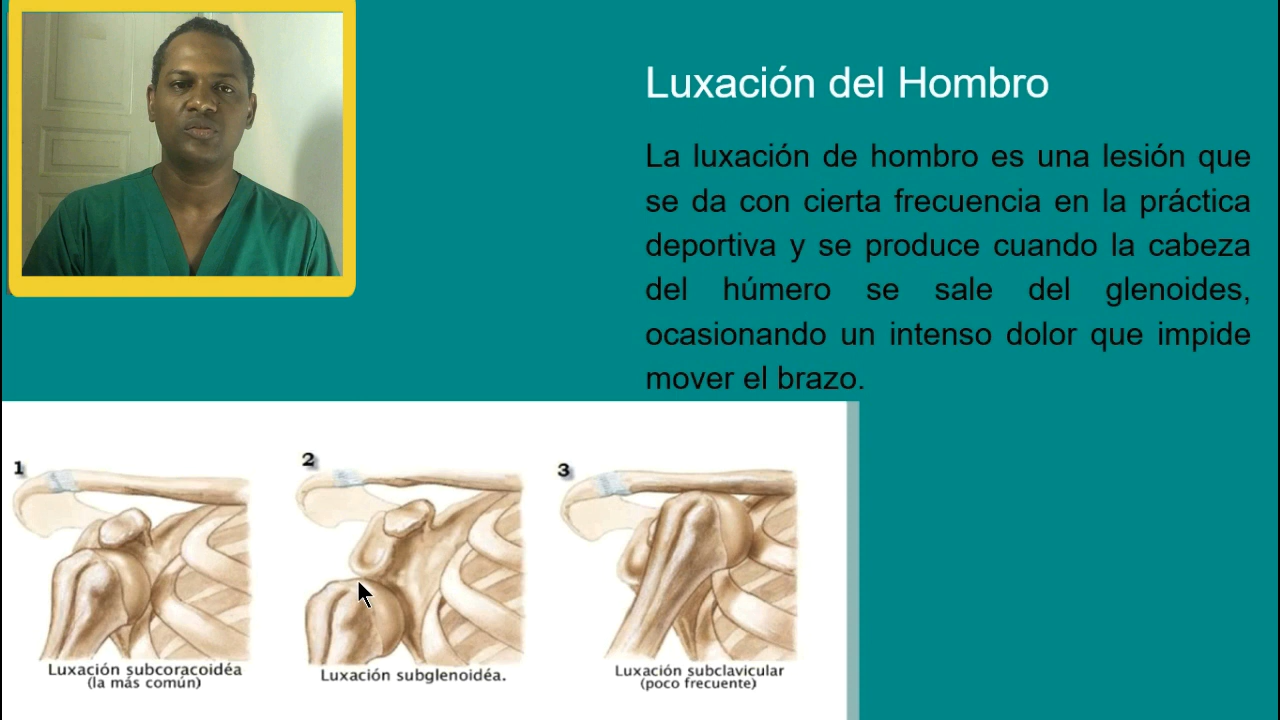 Luxación del Hombro
La luxación de hombro es una lesión que
se da con cierta frecuencia en la práctica
deportiva y se produce cuando la cabeza
del húmero se sale del glenoides,
ocasionando un intenso dolor que impide
mover el brazo.
1
2
3
Luxación subcoracoidéa
(la más común)
Luxación subglenoidéa.
Luxación subclavicular
(poco frecuente)